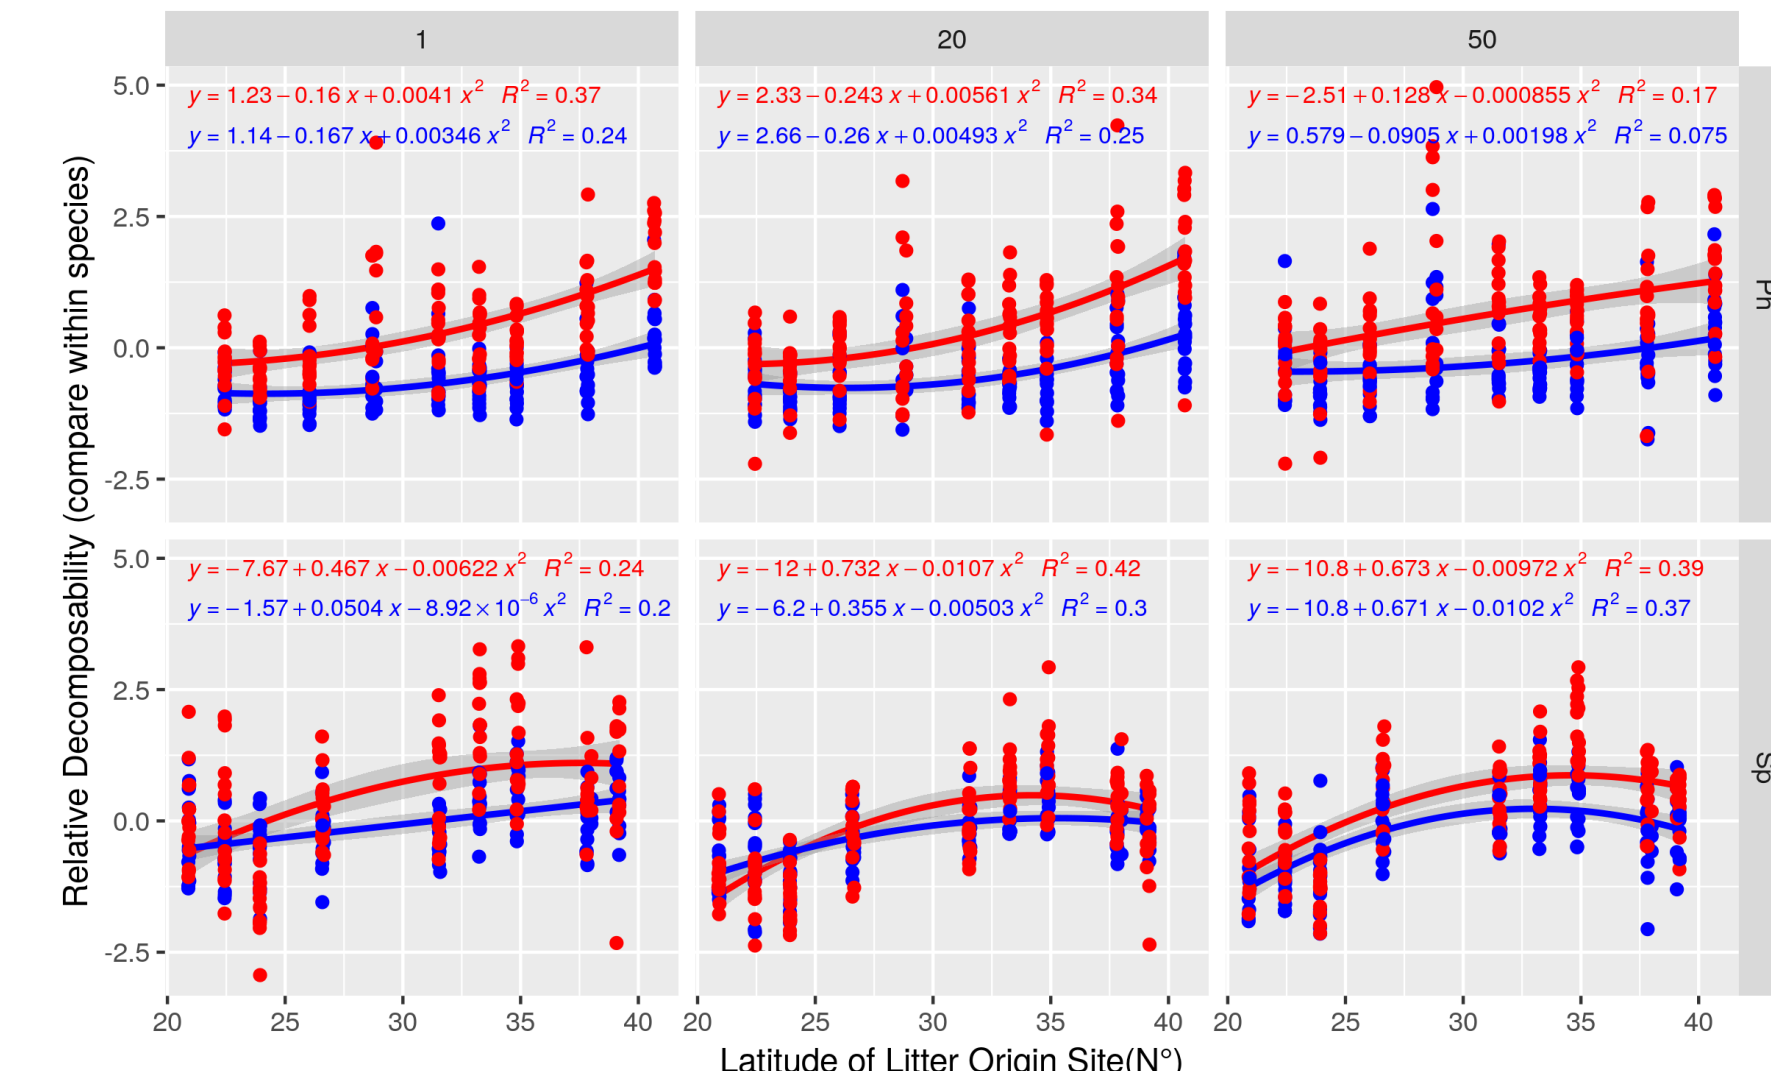 1 20 50
y = 1.23 − 0.16 x + 0.0041 x² R² = 0.37
y = 1.14 − 0.167 x + 0.00346 x² R² = 0.24
y = 2.33 − 0.243 x + 0.00561 x² R² = 0.34
y = 2.66 − 0.26 x + 0.00493 x² R² = 0.25
y = −2.51 + 0.128 x − 0.000855 x² R² = 0.17
y = 0.579 − 0.0905 x + 0.00198 x² R² = 0.075
5.0
2.5
0.0
-2.5
Ph
y = −7.67 + 0.467 x − 0.00622 x² R² = 0.24
y = −1.57 + 0.0504 x − 8.92 × 10⁻⁶ x² R² = 0.2
y = −12 + 0.732 x − 0.0107 x² R² = 0.42
y = −6.2 + 0.355 x − 0.00503 x² R² = 0.3
y = −10.8 + 0.673 x − 0.00972 x² R² = 0.39
y = −10.8 + 0.671 x − 0.0102 x² R² = 0.37
5.0
2.5
0.0
-2.5
Sp
20 25 30 35 40 20 25 30 35 40 20 25 30 35 40
Latitude of Litter Origin Site(N°)
Relative Decomposability (compare within species)